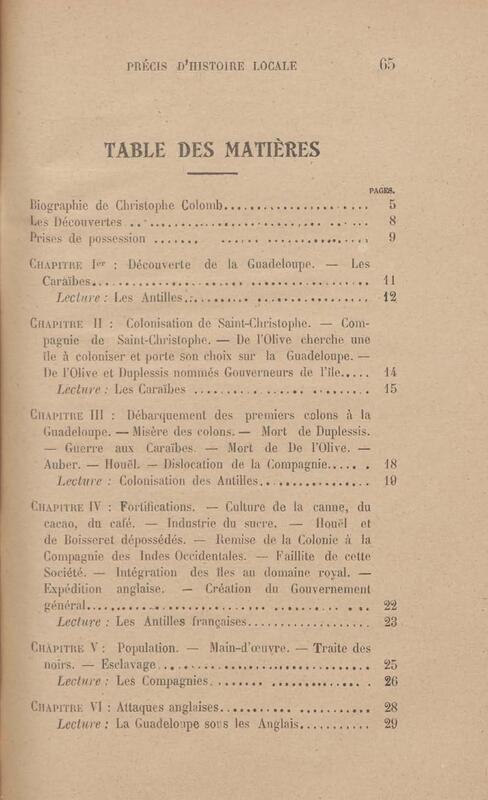 PRÉCIS D'HISTOIRE LOCALE 65
TABLE DES MATIÈRES
PAGES.
Biographie de Christophe Colomb.................... 5
Les Découvertes .................................... 8
Prises de possession ....... ...................... 9
CHAPITRE Ier : Découverte de la Guadeloupe. — Les
Caraïbes........................................ 11
Lecture : Les Antilles............................ 12
CHAPITRE II : Colonisation de Saint-Christophe. — Com-
pagnie de Saint-Christophe. — De l'Olive cherche une
île à coloniser et porte son choix sur la Guadeloupe. —
De l'Olive et Duplessis nommés Gouverneurs de l'île..... 14
Lecture : Les Caraïbes .......................... 15
CHAPITRE III : Débarquement des premiers colons à la
Guadeloupe. — Misère des colons. — Mort de Duplessis.
— Guerre aux Caraïbes. — Mort de De l'Olive. —
Auber. — Houël. — Dislocation de la Compagnie...... 18
Lecture : Colonisation des Antilles................. 19
CHAPITRE IV : Fortifications. — Culture de la canne, du
cacao, du café. — Industrie du sucre. — Houël et
de Boisseret dépossédés. — Remise de la Colonie à la
Compagnie des Indes Occidentales. — Faillite de cette
Société. — Intégration des îles au domaine royal. —
Expédition anglaise. — Création du Gouvernement
général......................................... 22
Lecture : Les Antilles françaises................... 23
CHAPITRE V : Population. — Main-d'œuvre. — Traite des
noirs. — Esclavage.............................. 25
Lecture : Les Compagnies........ ............... 26
CHAPITRE VI : Attaques anglaises........... ............ 28
Lecture : La Guadeloupe sous les Anglais........... 29